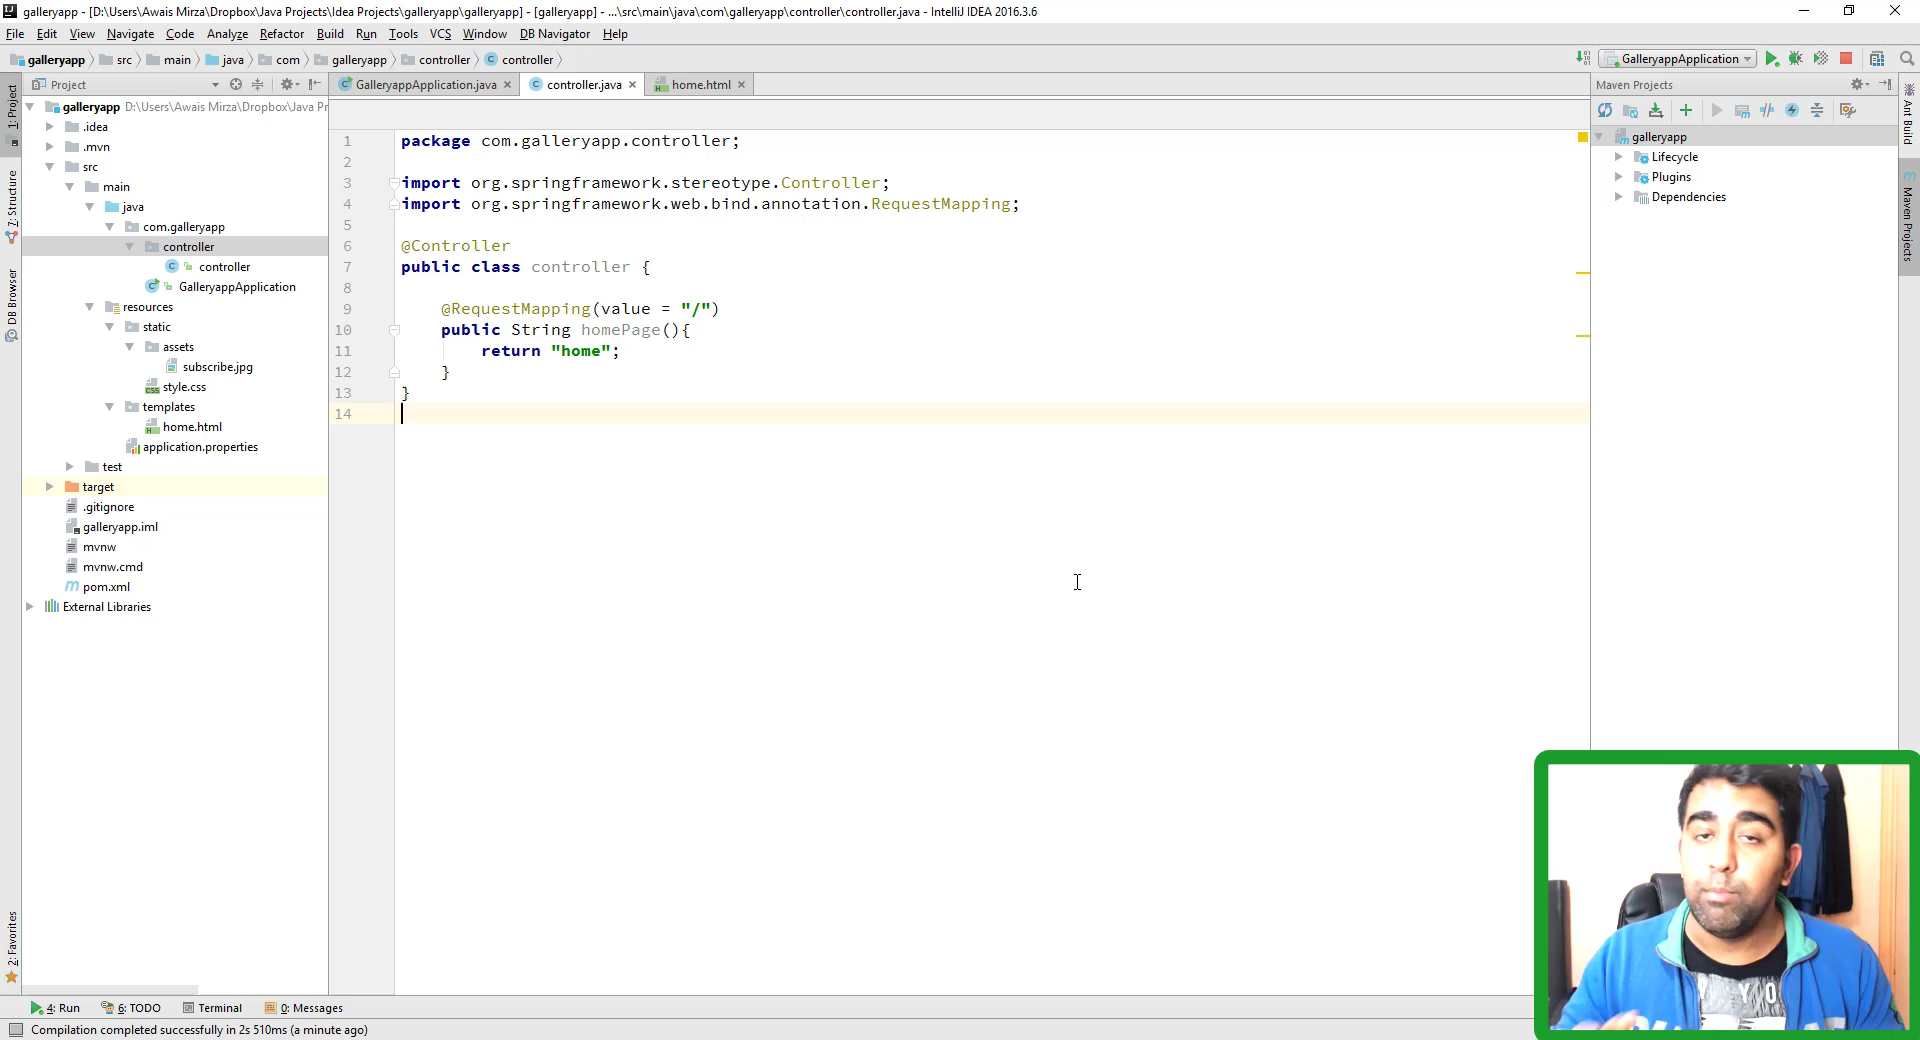 galleryapp - [D:\Users\Awais Mirza\Dropbox\Java Projects\Idea Projects\galleryapp\galleryapp] - [galleryapp] - ...\src\main\java\com\galleryapp\controller\controller.java - IntelliJ IDEA 2016.3.6
File Edit View Navigate Code Analyze Refactor Build Run Tools VCS Window DB Navigator Help
galleryapp src main java com galleryapp controller controller GalleryappApplication
Project
GalleryappApplication.java controller.java home.html
Maven Projects
galleryapp D:\Users\Awais Mirza\Dropbox\Java Pr
.idea
.mvn
src
main
java
com.galleryapp
controller
controller
GalleryappApplication
resources
static
assets
subscribe.jpg
style.css
templates
home.html
application.properties
test
target
.gitignore
galleryapp.iml
mvnw
mvnw.cmd
pom.xml
External Libraries
1 package com.galleryapp.controller;
2
3 import org.springframework.stereotype.Controller;
4 import org.springframework.web.bind.annotation.RequestMapping;
5
6 @Controller
7 public class controller {
8
9 @RequestMapping(value = "/")
10 public String homePage(){
11 return "home";
12 }
13 }
14
galleryapp
Lifecycle
Plugins
Dependencies
1: Project
7: Structure
DB Browser
2: Favorites
Ant Build
Maven Projects
4: Run 6: TODO Terminal 0: Messages
Compilation completed successfully in 2s 510ms (a minute ago)